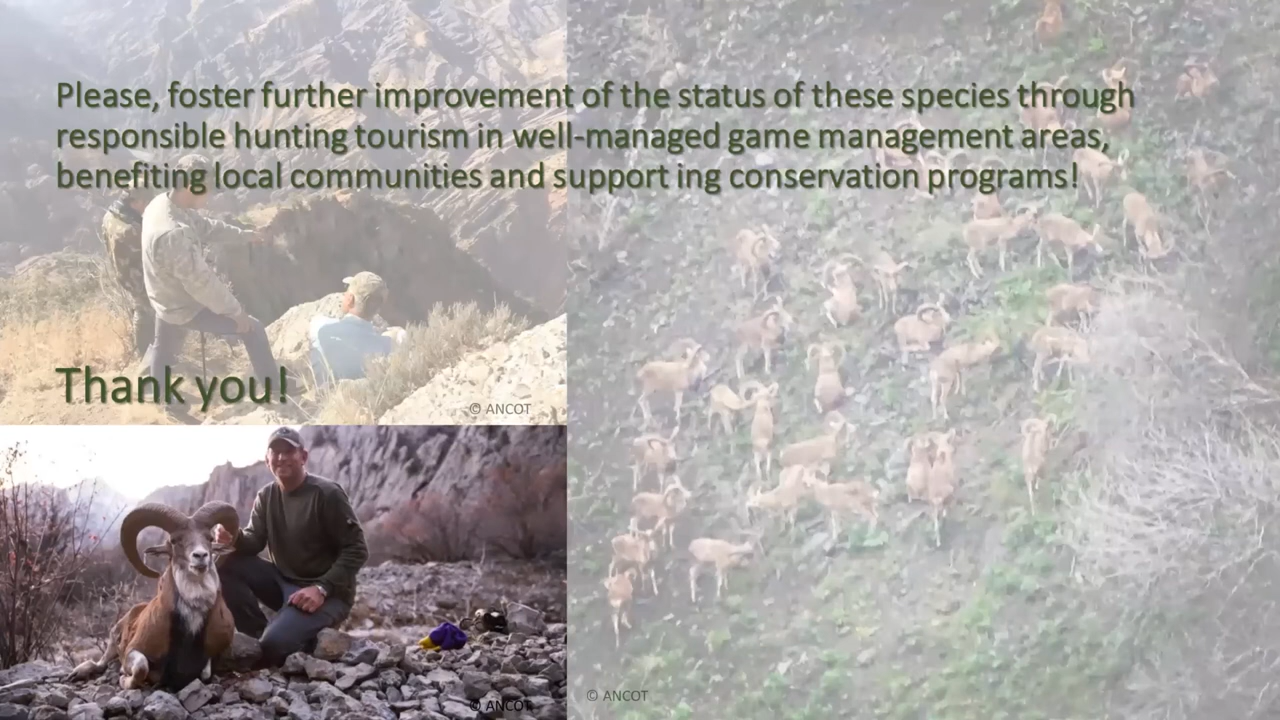 Please, foster further improvement of the status of these species through
responsible hunting tourism in well-managed game management areas,
benefiting local communities and support ing conservation programs!
Thank you!
© ANCOT
© ANCOT
© ANCOT